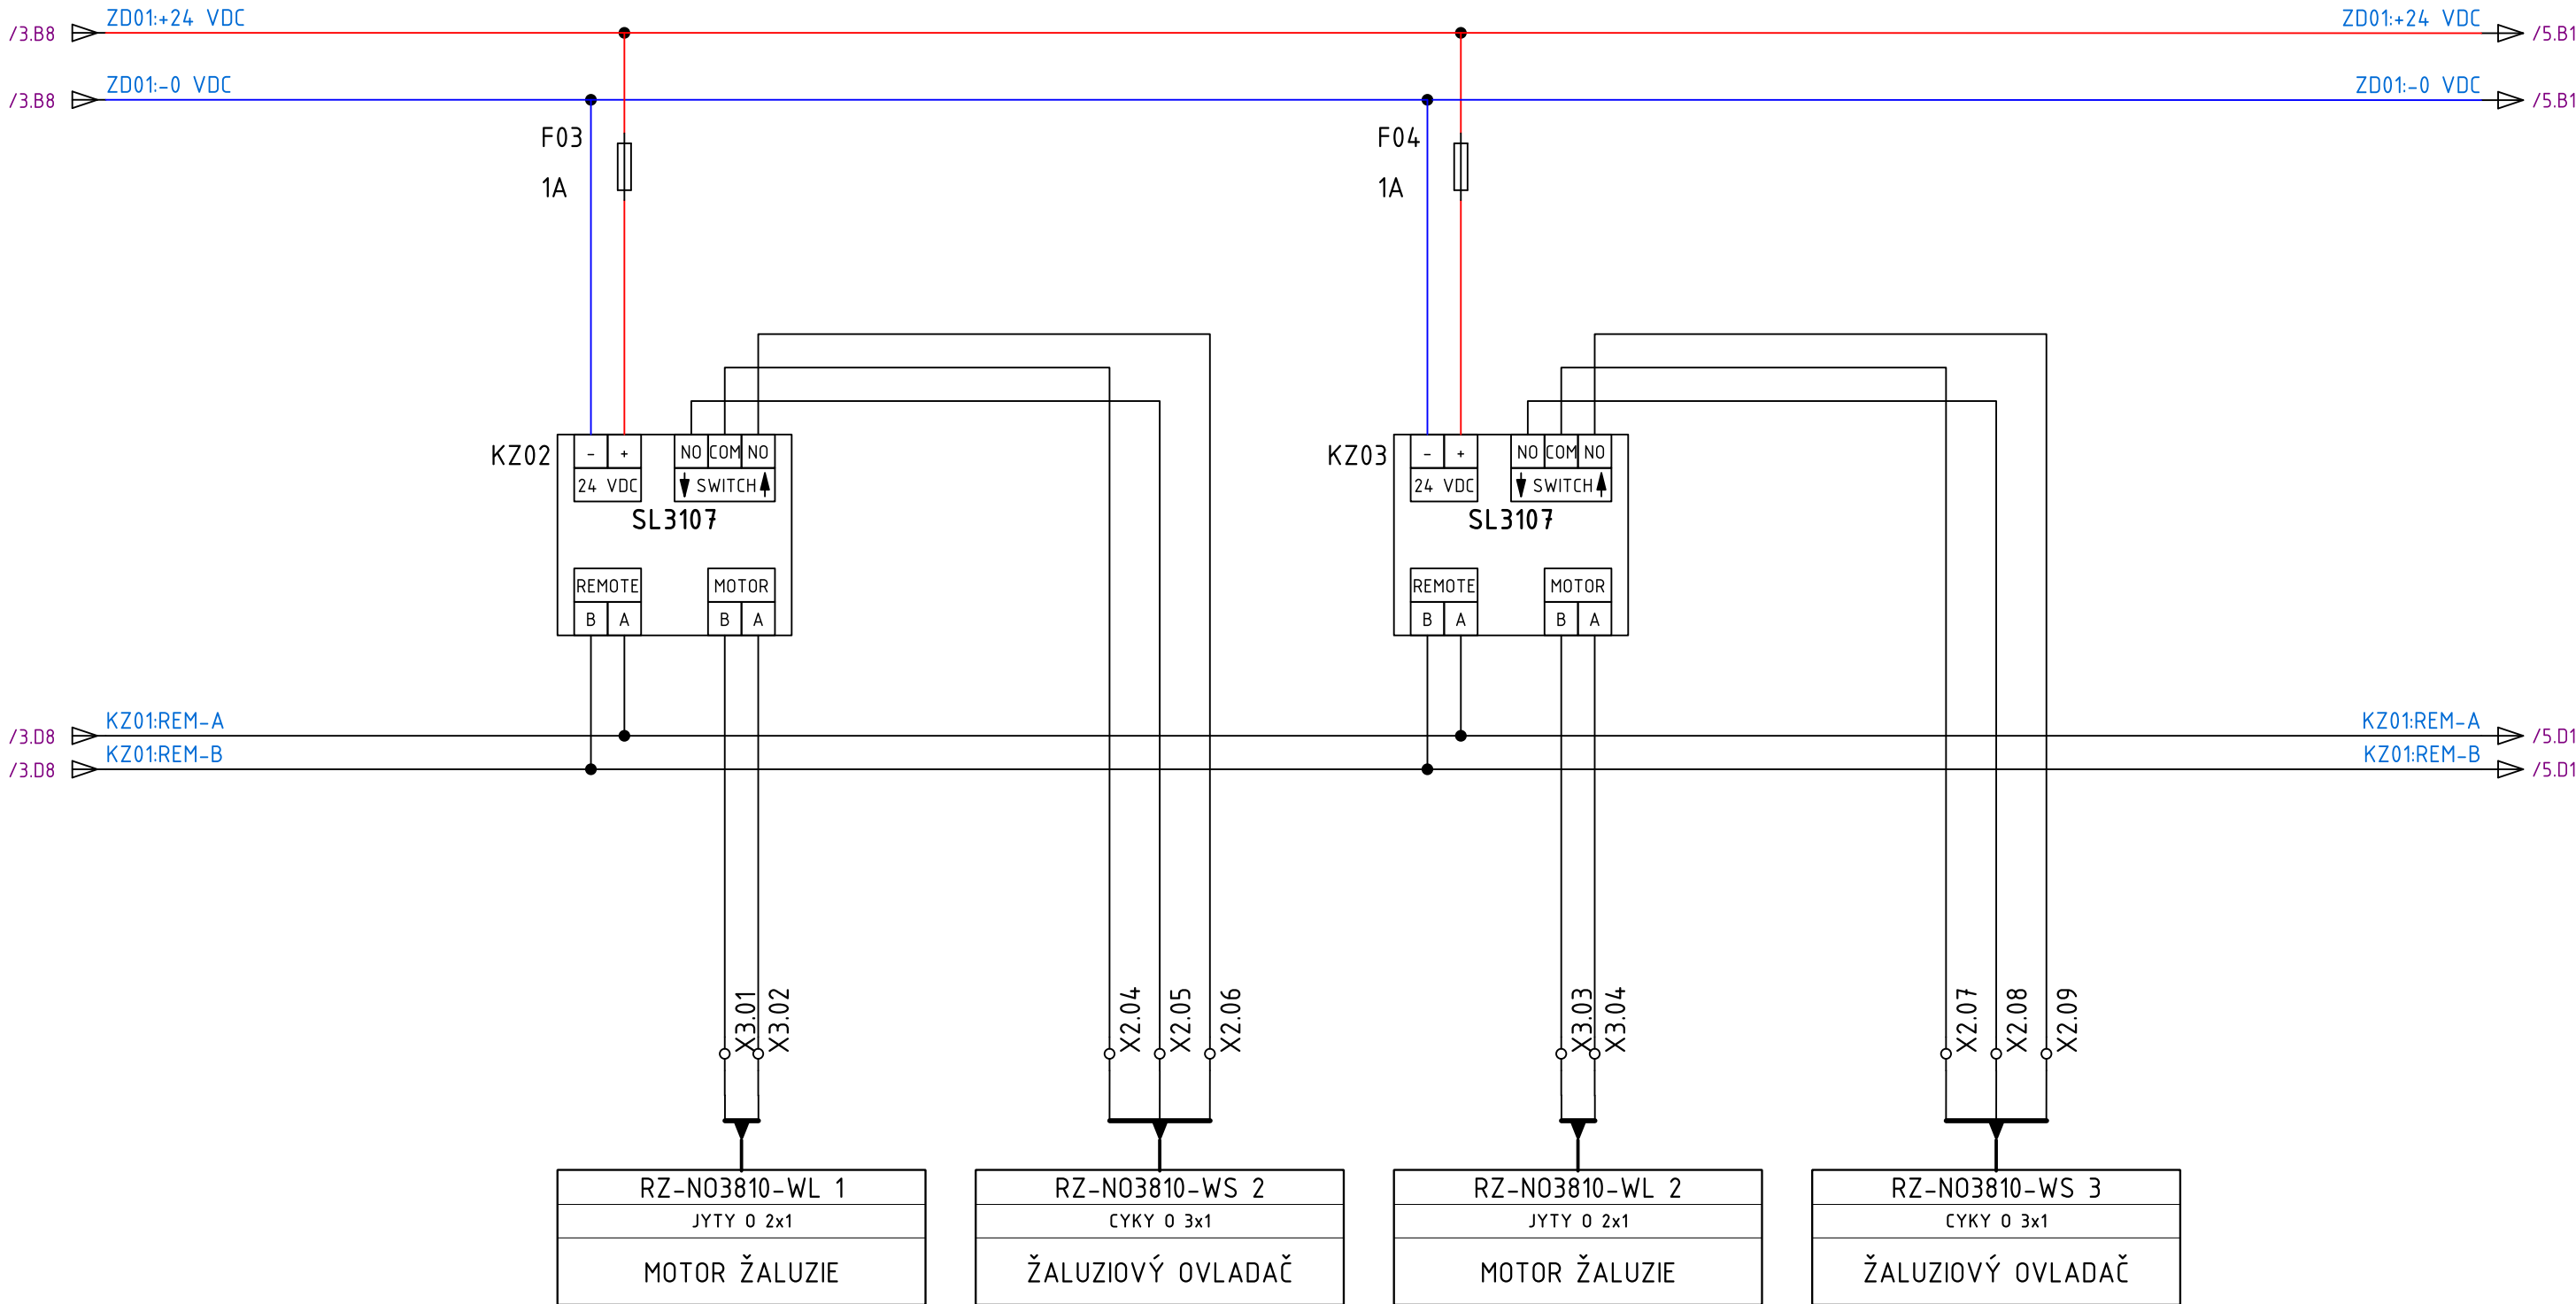 ZD01:+24 VDC ZD01:+24 VDC
/3.B8 /5.B1
ZD01:-0 VDC ZD01:-0 VDC
/3.B8 /5.B1
F03 F04
1A 1A
KZ02 - + NO COM NO KZ03 - + NO COM NO
24 VDC SWITCH 24 VDC SWITCH
SL3107 SL3107
REMOTE MOTOR REMOTE MOTOR
B A B A B A B A
KZ01:REM-A KZ01:REM-A
/3.D8 /5.D1
KZ01:REM-B KZ01:REM-B
/3.D8 /5.D1
X3.01 X3.02 X2.04 X2.05 X2.06 X3.03 X3.04 X2.07 X2.08 X2.09
RZ-NO3810-WL 1 RZ-NO3810-WS 2 RZ-NO3810-WL 2 RZ-NO3810-WS 3
JYTY O 2x1 CYKY O 3x1 JYTY O 2x1 CYKY O 3x1
MOTOR ŽALUZIE ŽALUZIOVÝ OVLADAČ MOTOR ŽALUZIE ŽALUZIOVÝ OVLADAČ